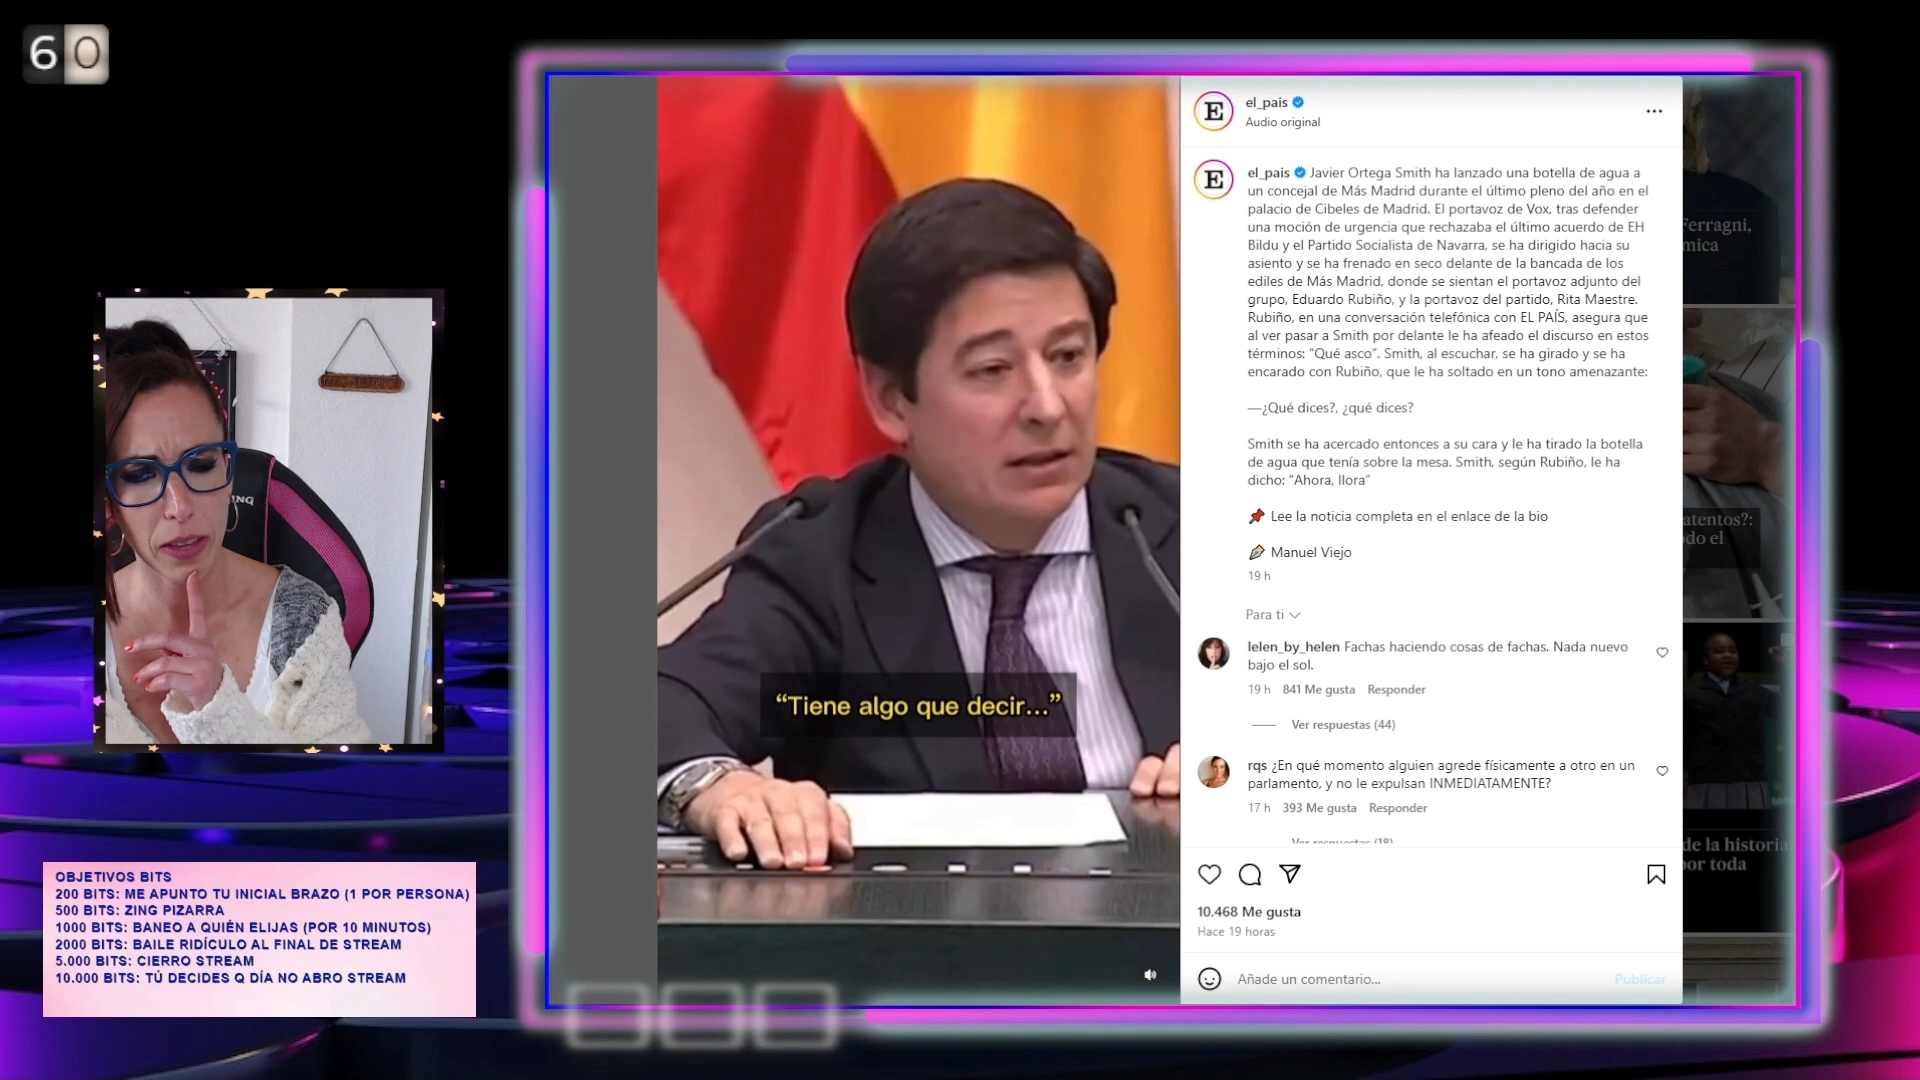 60
el_pais
Audio original
el_pais Javier Ortega Smith ha lanzado una botella de agua a
un concejal de Más Madrid durante el último pleno del año en el
palacio de Cibeles de Madrid. El portavoz de Vox, tras defender
una moción de urgencia que rechazaba el último acuerdo de EH
Bildu y el Partido Socialista de Navarra, se ha dirigido hacia su
asiento y se ha frenado en seco delante de la bancada de los
ediles de Más Madrid, donde se sientan el portavoz adjunto del
grupo, Eduardo Rubiño, y la portavoz del partido, Rita Maestre.
Rubiño, en una conversación telefónica con EL PAÍS, asegura que
al ver pasar a Smith por delante le ha afeado el discurso en estos
términos: “Qué asco”. Smith, al escuchar, se ha girado y se ha
encarado con Rubiño, que le ha soltado en un tono amenazante:
—¿Qué dices?, ¿qué dices?
Smith se ha acercado entonces a su cara y le ha tirado la botella
de agua que tenía sobre la mesa. Smith, según Rubiño, le ha
dicho: “Ahora, llora”
Lee la noticia completa en el enlace de la bio
Manuel Viejo
19 h
Para ti
lelen_by_helen Fachas haciendo cosas de fachas. Nada nuevo
bajo el sol.
19 h 841 Me gusta Responder
Ver respuestas (44)
rqs ¿En qué momento alguien agrede físicamente a otro en un
parlamento, y no le expulsan INMEDIATAMENTE?
17 h 393 Me gusta Responder
Ver respuestas (18)
10.468 Me gusta
Hace 19 horas
Añade un comentario...
Publicar
“Tiene algo que decir...”
Ferragni,
mica
atentos?:
do el
de la historia
por toda
OBJETIVOS BITS
200 BITS: ME APUNTO TU INICIAL BRAZO (1 POR PERSONA)
500 BITS: ZING PIZARRA
1000 BITS: BANEO A QUIÉN ELIJAS (POR 10 MINUTOS)
2000 BITS: BAILE RIDÍCULO AL FINAL DE STREAM
5.000 BITS: CIERRO STREAM
10.000 BITS: TÚ DECIDES Q DÍA NO ABRO STREAM